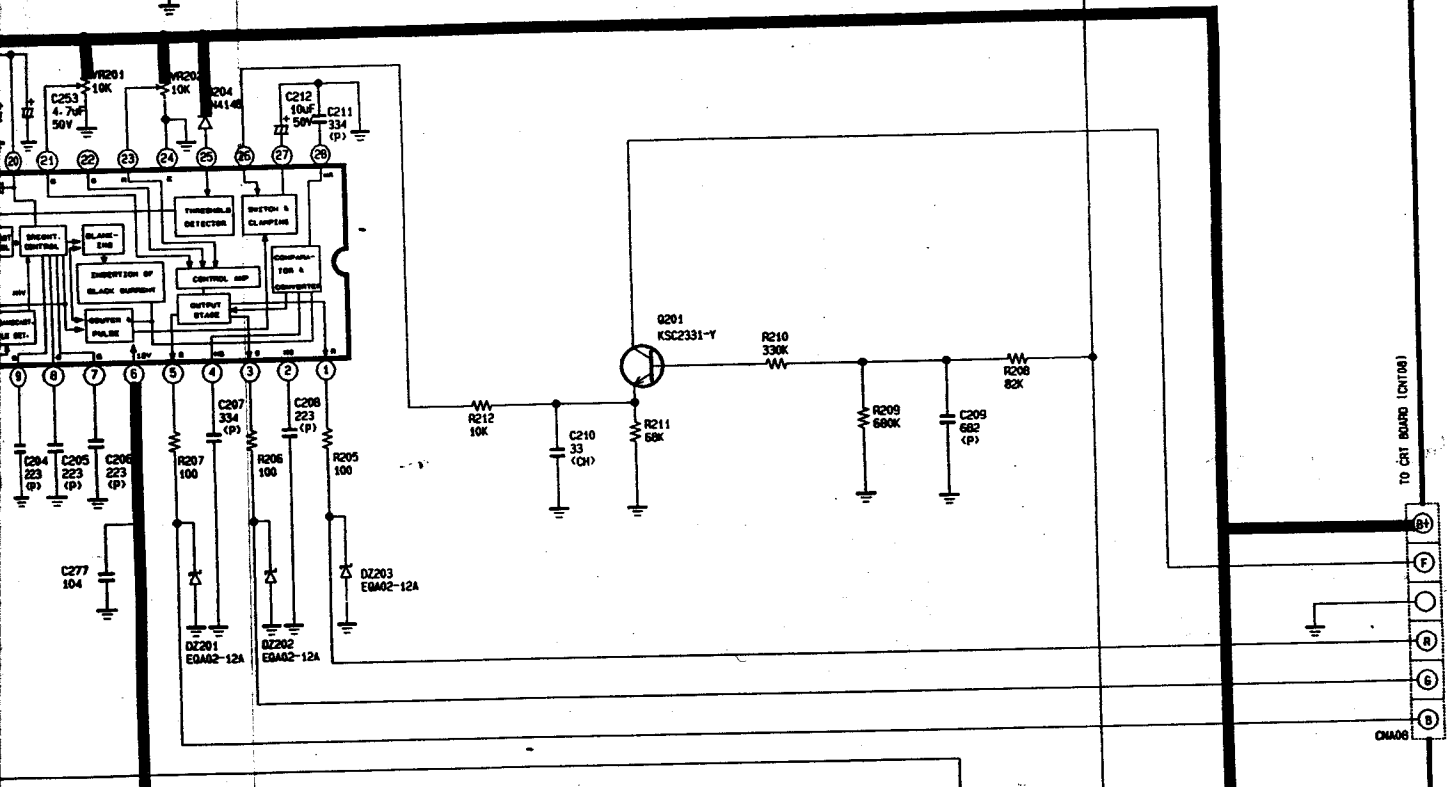 VR201
10K
C253
4.7uF
50V
VR202
10K
C212
10uF
50V
C211
334
(P)
20
21
22
23
24
25
26
27
28
THRESHOLD
DETECTOR
SWITCH &
CLAMPING
BRIGHT.
CONTROL
BLANK-
ING
INSERTION OF
BLACK CURRENT
CONTROL AMP
COMPARA-
TOR &
CONVERTER
OUTPUT
STAGE
PULSE
12V
9
8
7
6
5
4
3
2
1
C204
223
(P)
C205
223
(P)
C206
223
(P)
R207
100
C207
334
(P)
R206
100
C208
223
(P)
R205
100
C277
104
DZ201
EQA02-12A
DZ202
EQA02-12A
DZ203
EQA02-12A
Q201
KSC2331-Y
R210
330K
R208
82K
R212
10K
C210
33
(CH)
R211
68K
R209
680K
C209
682
(P)
TO CRT BOARD (CNT08)
B+
F
R
G
B
CNA08